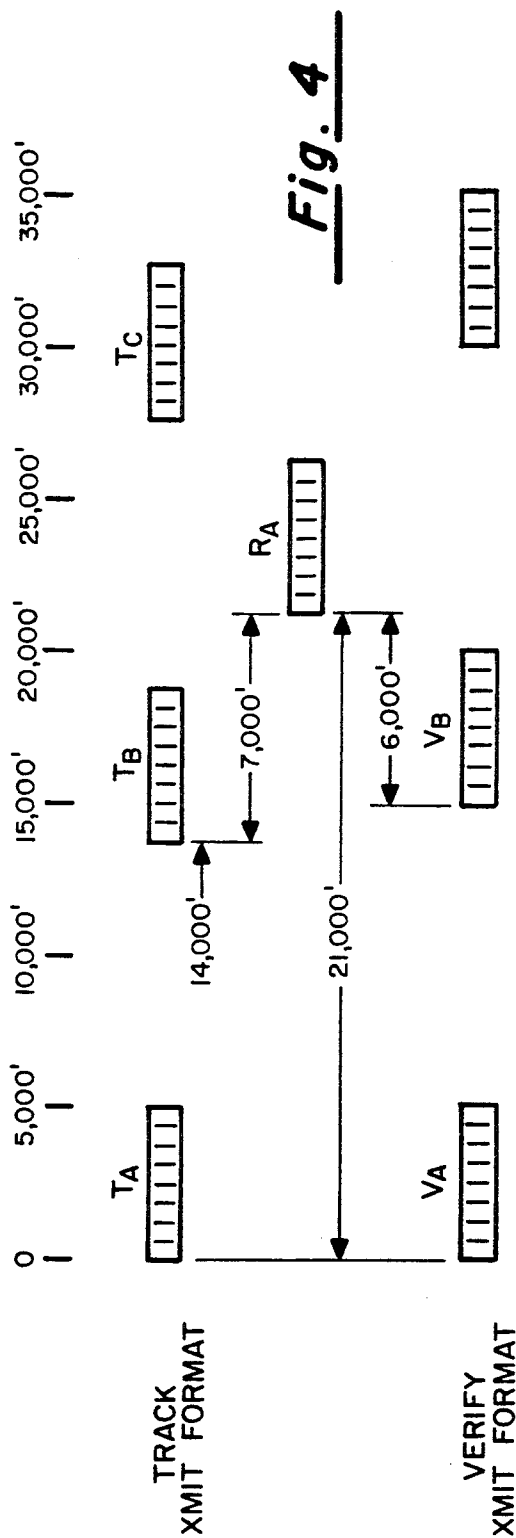 0 5,000' 10,000' 15,000' 20,000' 25,000' 30,000' 35,000'
TRACK
XMIT FORMAT
TA TB TC
14,000'
7,000'
RA
21,000'
6,000'
VERIFY
XMIT FORMAT
VA VB
Fig. 4